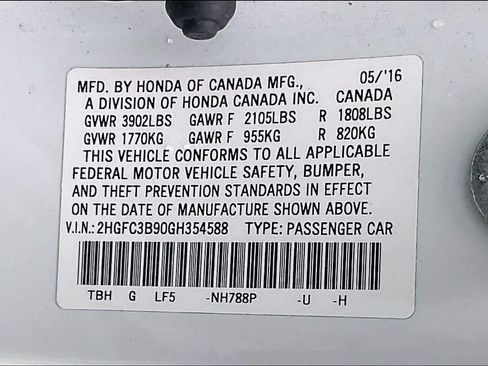 MFD. BY HONDA OF CANADA MFG., 05/'16
A DIVISION OF HONDA CANADA INC. CANADA
GVWR 3902LBS GAWR F 2105LBS R 1808LBS
GVWR 1770KG GAWR F 955KG R 820KG
THIS VEHICLE CONFORMS TO ALL APPLICABLE
FEDERAL MOTOR VEHICLE SAFETY, BUMPER,
AND THEFT PREVENTION STANDARDS IN EFFECT
ON THE DATE OF MANUFACTURE SHOWN ABOVE.
V.I.N.: 2HGFC3B90GH354588 TYPE: PASSENGER CAR
TBH G LF5 -NH788P -U -H